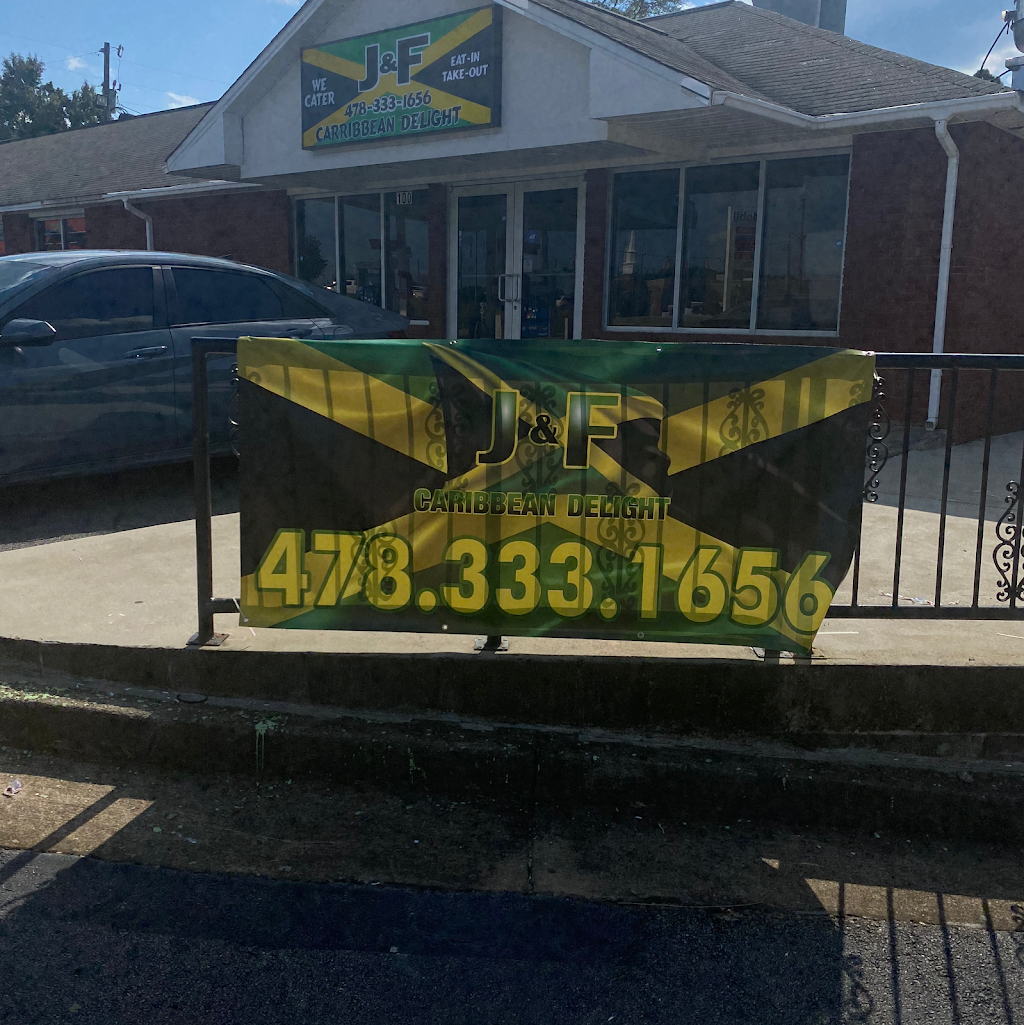 WE
CATER
J&F
EAT-IN
TAKE-OUT
478-333-1656
CARRIBBEAN DELIGHT
100
J&F
CARIBBEAN DELIGHT
478.333.1656